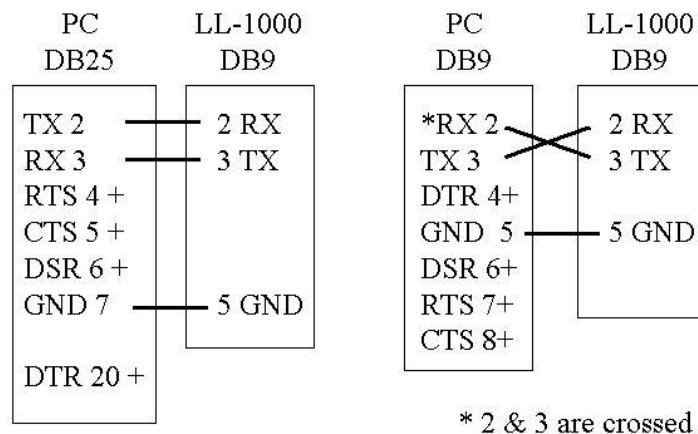 PC LL-1000
DB25 DB9
TX 2 2 RX
RX 3 3 TX
RTS 4 +
CTS 5 +
DSR 6 +
GND 7 5 GND
DTR 20 +
PC LL-1000
DB9 DB9
*RX 2 2 RX
TX 3 3 TX
DTR 4+
GND 5 5 GND
DSR 6+
RTS 7+
CTS 8+
* 2 & 3 are crossed